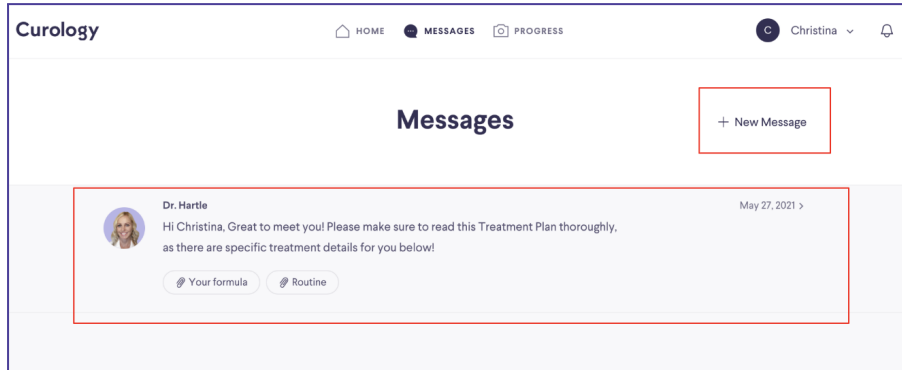 Curology
HOME
MESSAGES
PROGRESS
C
Christina
Messages
+ New Message
Dr. Hartle
May 27, 2021 >
Hi Christina, Great to meet you! Please make sure to read this Treatment Plan thoroughly,
as there are specific treatment details for you below!
Your formula
Routine